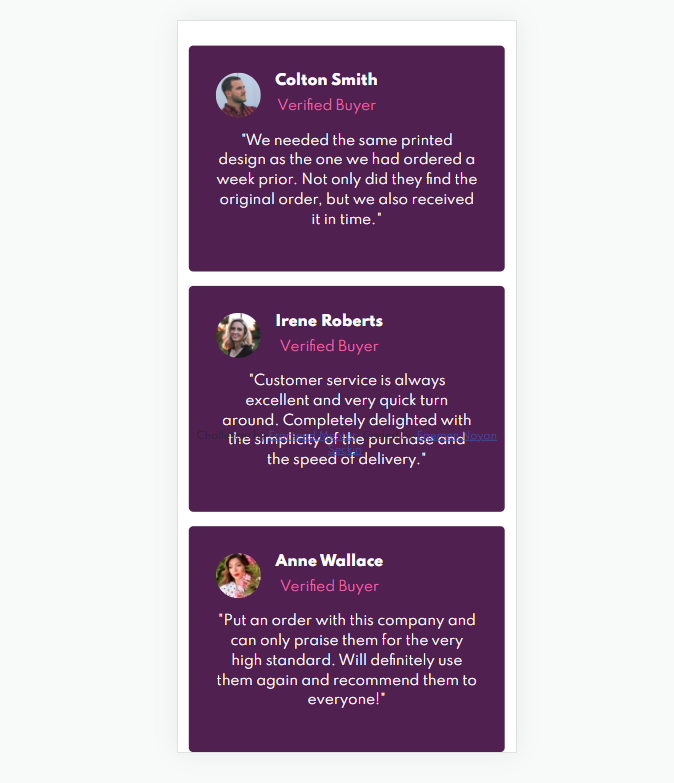 Colton Smith
Verified Buyer
"We needed the same printed
design as the one we had ordered a
week prior. Not only did they find the
original order, but we also received
it in time."
Irene Roberts
Verified Buyer
"Customer service is always
excellent and very quick turn
around. Completely delighted with
the simplicity of the purchase and
the speed of delivery."
Anne Wallace
Verified Buyer
"Put an order with this company and
can only praise them for the very
high standard. Will definitely use
them again and recommend them to
everyone!"